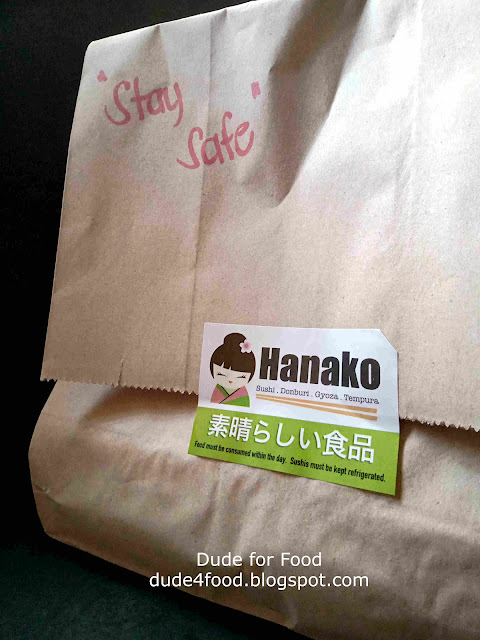 "Stay
Safe"
Hanako
Sushi . Donburi . Gyoza . Tempura
素晴らしい食品
Food must be consumed within the day. Sushis must be kept refrigerated.
Dude for Food
dude4food.blogspot.com